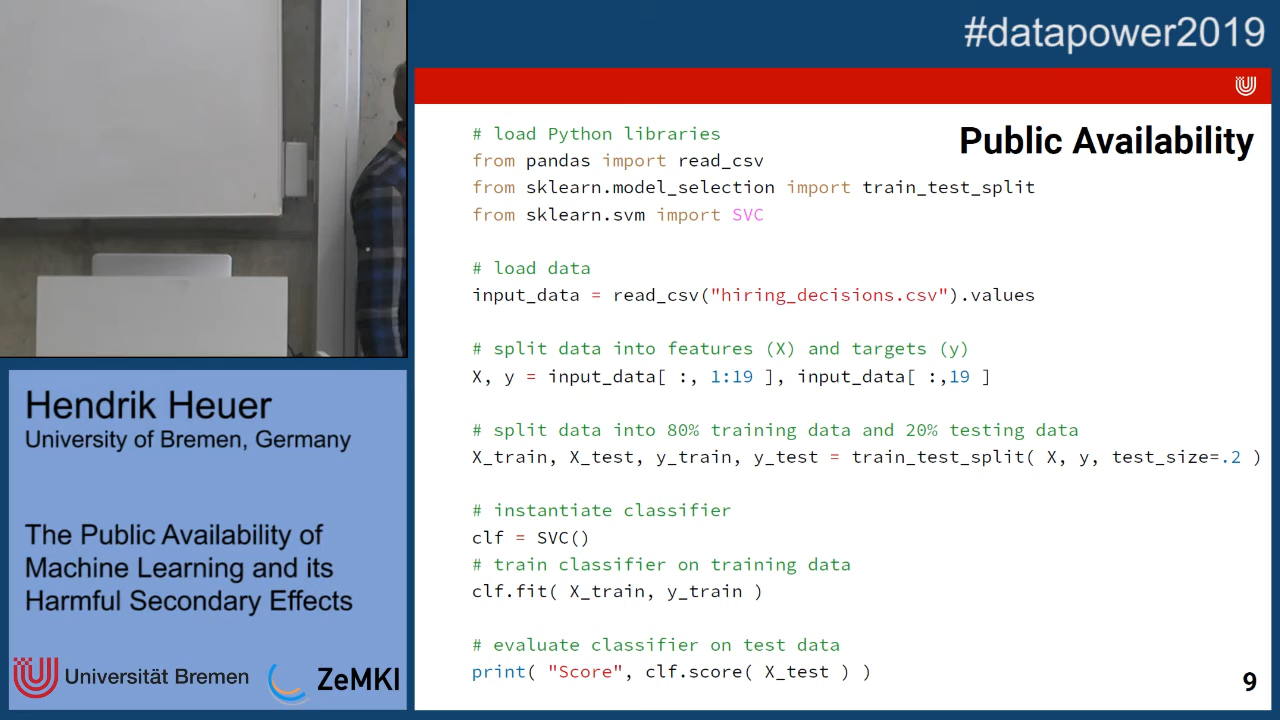 #datapower2019
Public Availability
# load Python libraries
from pandas import read_csv
from sklearn.model_selection import train_test_split
from sklearn.svm import SVC
# load data
input_data = read_csv("hiring_decisions.csv").values
# split data into features (X) and targets (y)
X, y = input_data[ :, 1:19 ], input_data[ :,19 ]
# split data into 80% training data and 20% testing data
X_train, X_test, y_train, y_test = train_test_split( X, y, test_size=.2 )
# instantiate classifier
clf = SVC()
# train classifier on training data
clf.fit( X_train, y_train )
# evaluate classifier on test data
print( "Score", clf.score( X_test ) )
9
Hendrik Heuer
University of Bremen, Germany
The Public Availability of
Machine Learning and its
Harmful Secondary Effects
Universität Bremen
ZeMKI